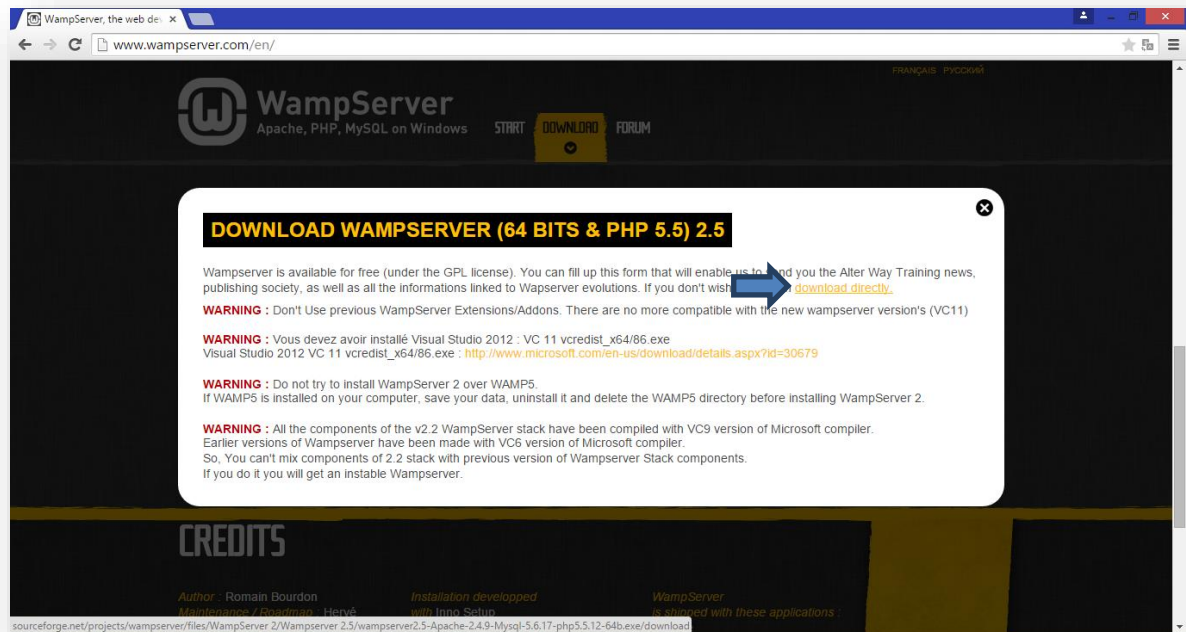 WampServer, the web de
www.wampserver.com/en/
FRANÇAIS РУССКИЙ
WampServer
Apache, PHP, MySQL on Windows
START DOWNLOAD FORUM
DOWNLOAD WAMPSERVER (64 BITS & PHP 5.5) 2.5
Wampserver is available for free (under the GPL license). You can fill up this form that will enable us to send you the Alter Way Training news,
publishing society, as well as all the informations linked to Wapserver evolutions. If you don't wish download directly.
WARNING : Don't Use previous WampServer Extensions/Addons. There are no more compatible with the new wampserver version's (VC11)
WARNING : Vous devez avoir installé Visual Studio 2012 : VC 11 vcredist_x64/86.exe
Visual Studio 2012 VC 11 vcredist_x64/86.exe : http://www.microsoft.com/en-us/download/details.aspx?id=30679
WARNING : Do not try to install WampServer 2 over WAMP5.
If WAMP5 is installed on your computer, save your data, uninstall it and delete the WAMP5 directory before installing WampServer 2.
WARNING : All the components of the v2.2 WampServer stack have been compiled with VC9 version of Microsoft compiler.
Earlier versions of Wampserver have been made with VC6 version of Microsoft compiler.
So, You can't mix components of 2.2 stack with previous version of Wampserver Stack components.
If you do it you will get an instable Wampserver.
CREDITS
Author : Romain Bourdon
Maintenance / Roadmap : Hervé
Installation developped
with Inno Setup
WampServer
is shipped with these applications :
sourceforge.net/projects/wampserver/files/WampServer 2/Wampserver 2.5/wampserver2.5-Apache-2.4.9-Mysql-5.6.17-php5.5.12-64b.exe/download